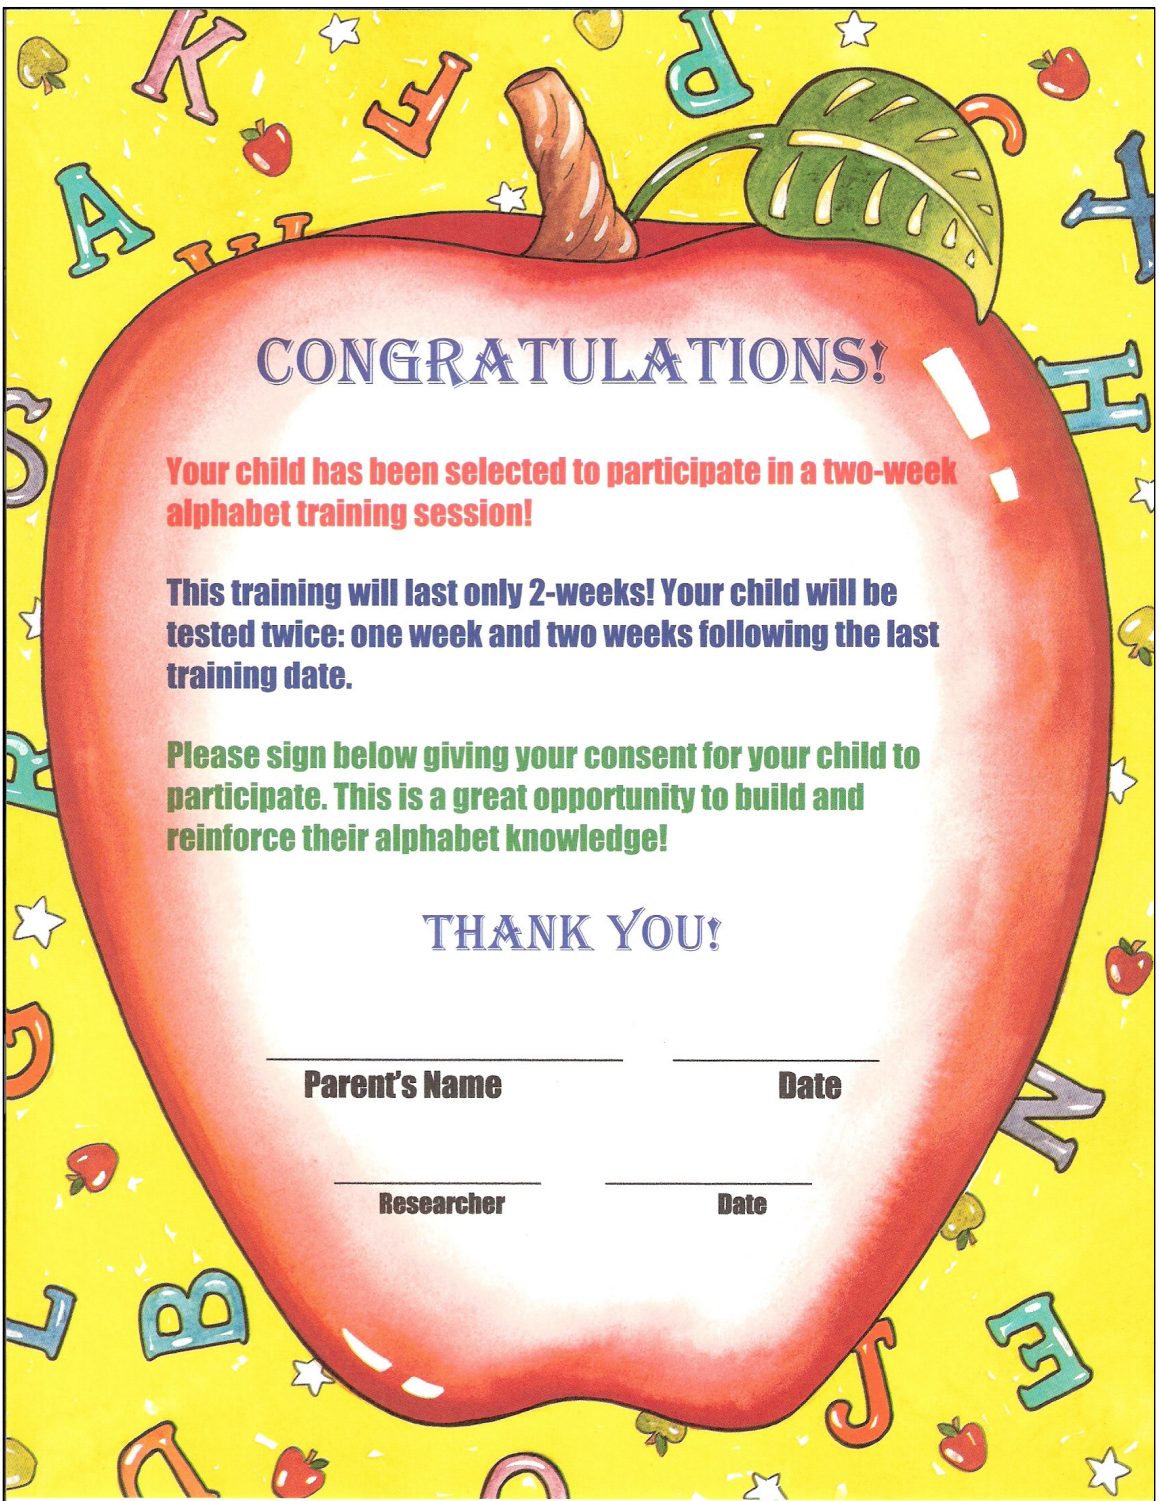 CONGRATULATIONS!
Your child has been selected to participate in a two-week
alphabet training session!
This training will last only 2-weeks! Your child will be
tested twice: one week and two weeks following the last
training date.
Please sign below giving your consent for your child to
participate. This is a great opportunity to build and
reinforce their alphabet knowledge!
THANK YOU!
Parent's Name Date
Researcher Date